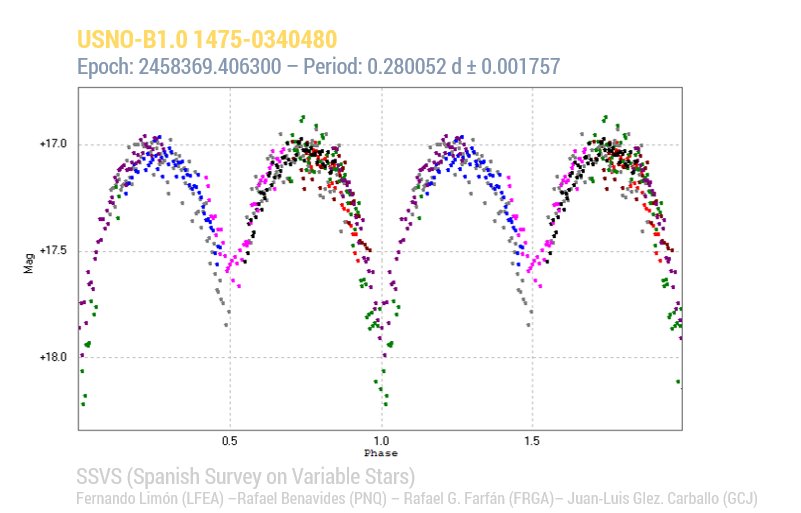 USNO-B1.0 1475-0340480
Epoch: 2458369.406300 – Period: 0.280052 d ± 0.001757
+17.0
+17.5
+18.0
Mag
0.5 1.0 1.5
Phase
SSVS (Spanish Survey on Variable Stars)
Fernando Limón (LFEA) –Rafael Benavides (PNQ) – Rafael G. Farfán (FRGA)– Juan-Luis Glez. Carballo (GCJ)